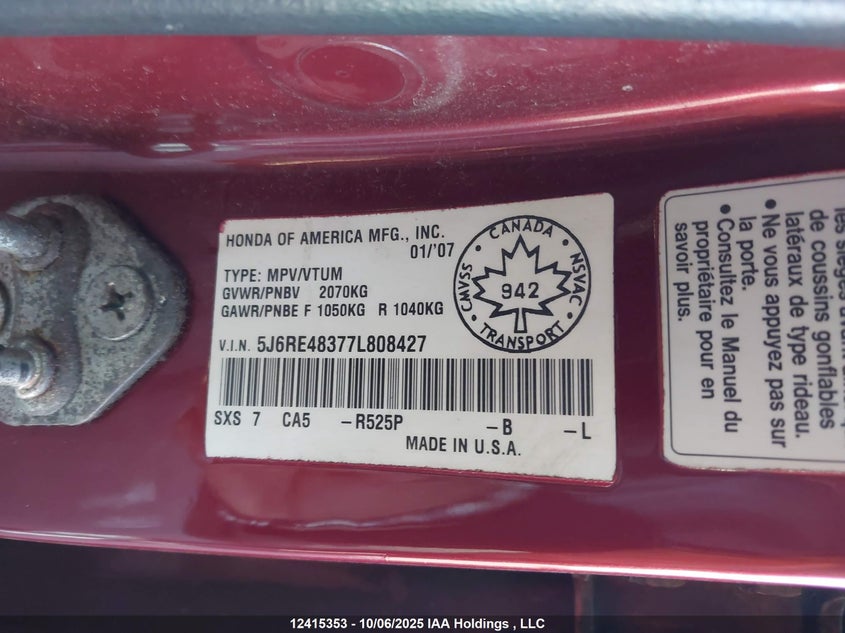 HONDA OF AMERICA MFG., INC.
01/'07
TYPE: MPV/VTUM
GVWR/PNBV 2070KG
GAWR/PNBE F 1050KG R 1040KG
V.I.N. 5J6RE48377L808427
SXS 7 CA5 -R525P -B -L
MADE IN U.S.A.
CANADA
CMVSS
NSVAC
942
TRANSPORT
de coussins gonflables
latéraux de type rideau.
• Ne vous appuyez pas sur
la porte.
• Consultez le Manuel du
propriétaire pour en
savoir plus.
12415353 - 10/06/2025 IAA Holdings , LLC